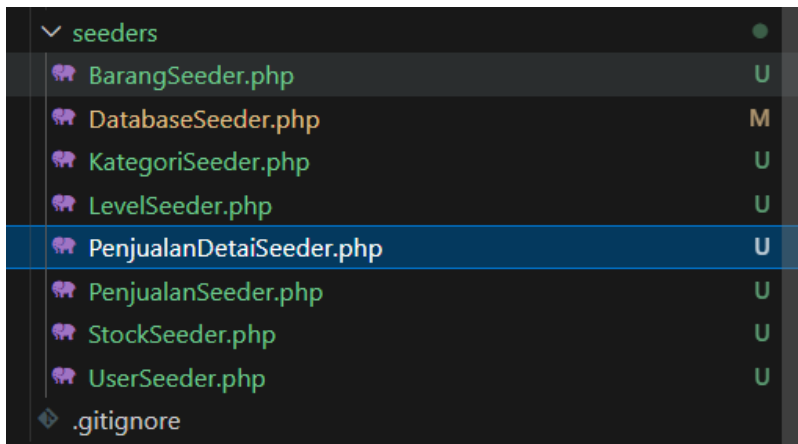 seeders
BarangSeeder.php U
DatabaseSeeder.php M
KategoriSeeder.php U
LevelSeeder.php U
PenjualanDetaiSeeder.php U
PenjualanSeeder.php U
StockSeeder.php U
UserSeeder.php U
.gitignore